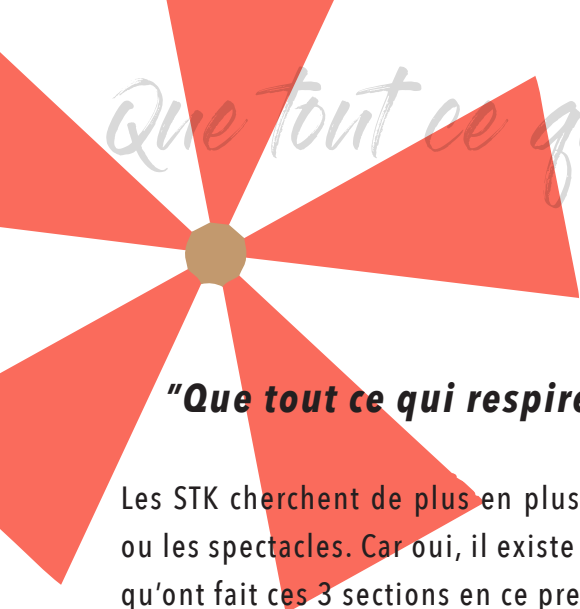 Que tout ce q
"Que tout ce qui respire
Les STK cherchent de plus en plus
ou les spectacles. Car oui, il existe
qu'ont fait ces 3 sections en ce pre